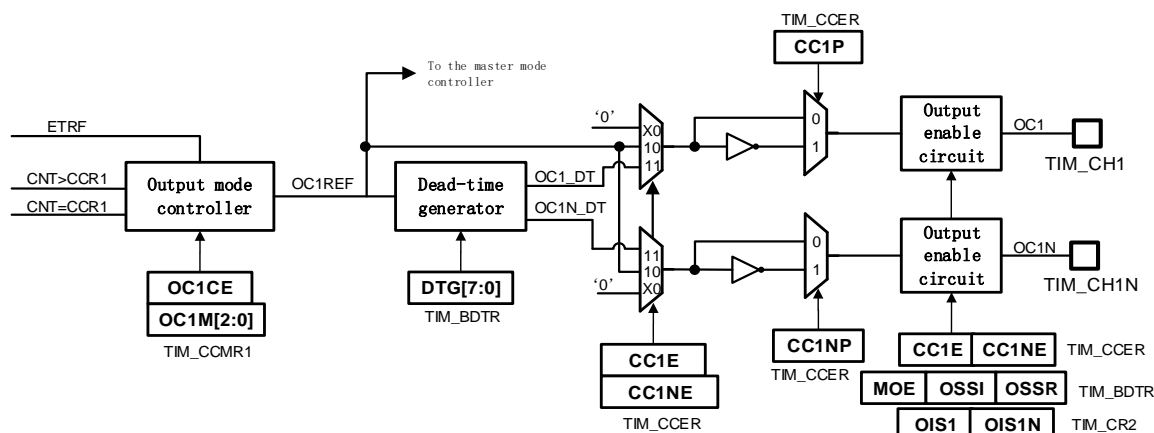 TIM_CCER
CC1P
To the master mode
controller
ETRF
'0'
X0
10
11
0
1
Output
enable
circuit
OC1
TIM_CH1
CNT>CCR1
CNT=CCR1
Output mode
controller
OC1REF
Dead-time
generator
OC1_DT
OC1N_DT
11
10
X0
'0'
0
1
Output
enable
circuit
OC1N
TIM_CH1N
OC1CE
OC1M[2:0]
TIM_CCMR1
DTG[7:0]
TIM_BDTR
CC1E
CC1NE
TIM_CCER
CC1NP
TIM_CCER
CC1E CC1NE TIM_CCER
MOE OSSI OSSR TIM_BDTR
OIS1 OIS1N TIM_CR2